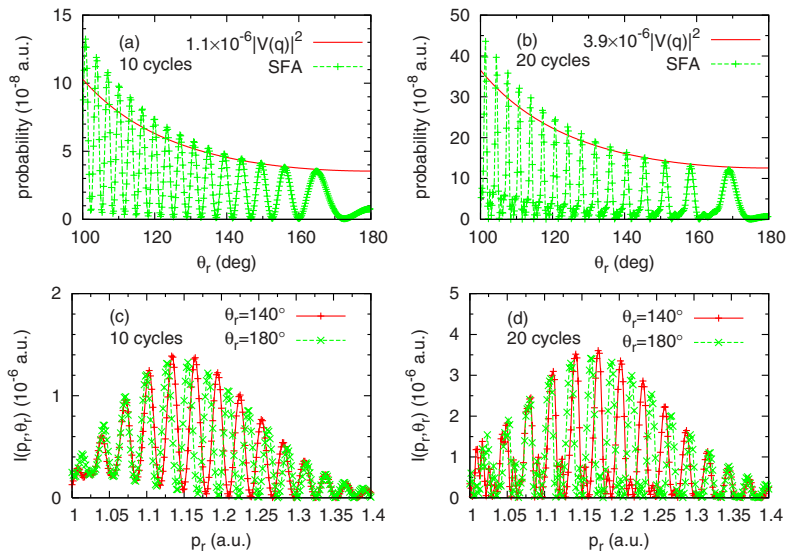 (a)
10 cycles
1.1×10⁻⁶|V(q)|²
SFA
probability (10⁻⁸ a.u.)
15
10
5
0
100 120 140 160 180
θr (deg)
(b)
20 cycles
3.9×10⁻⁶|V(q)|²
SFA
probability (10⁻⁸ a.u.)
50
40
30
20
10
0
100 120 140 160 180
θr (deg)
(c)
10 cycles
θr=140°
θr=180°
I(pr,θr) (10⁻⁶ a.u.)
2
1
0
1 1.05 1.1 1.15 1.2 1.25 1.3 1.35 1.4
pr (a.u.)
(d)
20 cycles
θr=140°
θr=180°
I(pr,θr) (10⁻⁶ a.u.)
5
4
3
2
1
0
1 1.05 1.1 1.15 1.2 1.25 1.3 1.35 1.4
pr (a.u.)